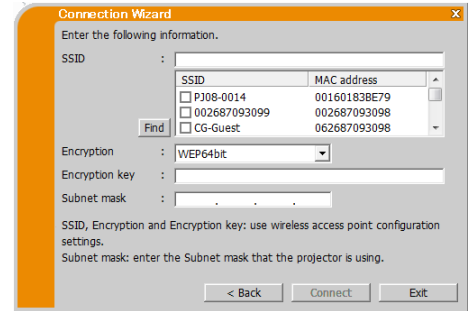 Connection Wizard x
Enter the following information.
SSID :
SSID MAC address
PJ08-0014 00160183BE79
002687093099 002687093098
Find CG-Guest 062687093098
Encryption : WEP64bit
Encryption key :
Subnet mask : . . .
SSID, Encryption and Encryption key: use wireless access point configuration
settings.
Subnet mask: enter the Subnet mask that the projector is using.
< Back Connect Exit